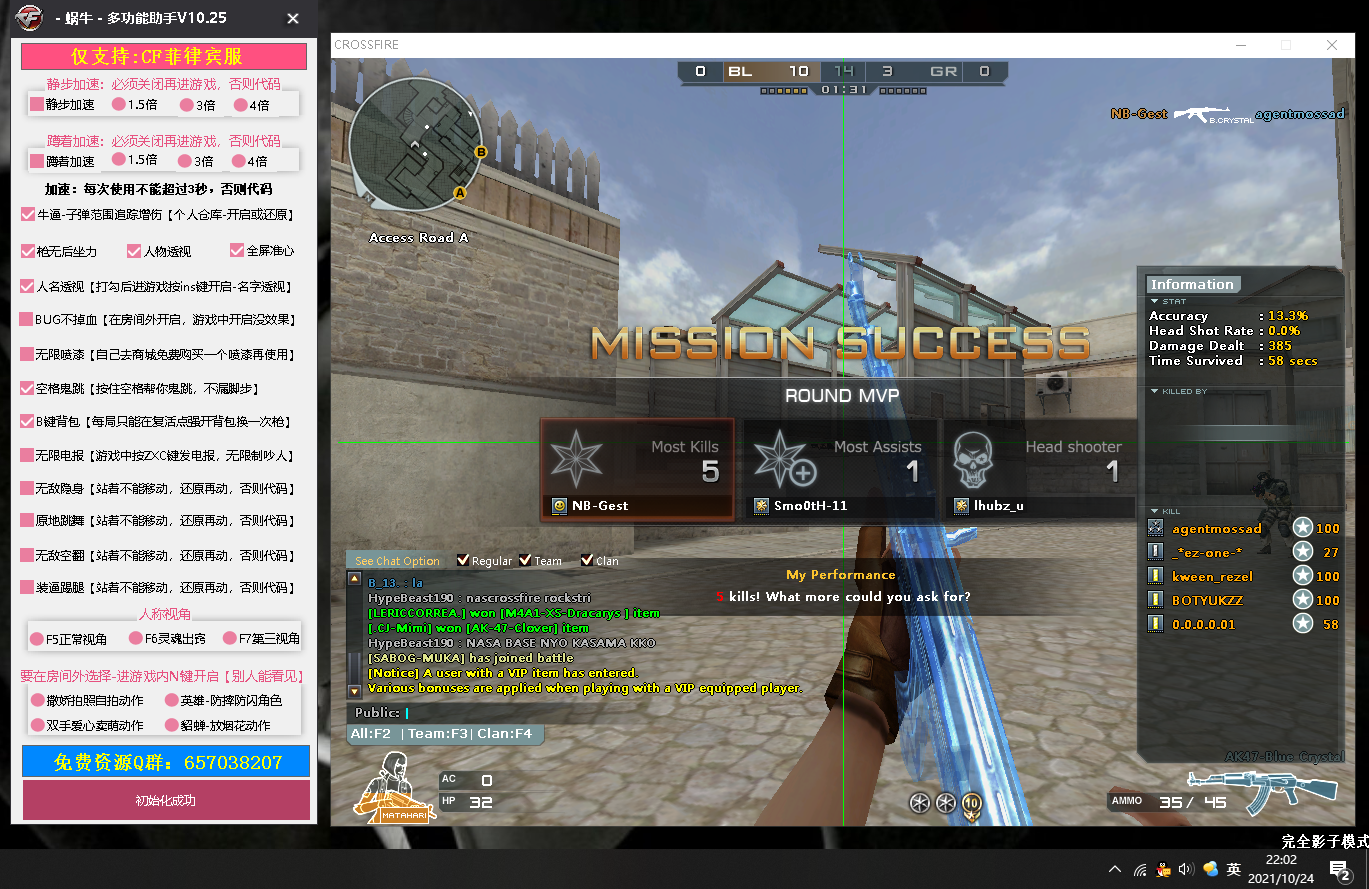 - 蜗牛 - 多功能助手V10.25
仅支持:CF菲律宾服
静步加速：必须关闭再进游戏，否则代码
静步加速 1.5倍 3倍 4倍
蹲着加速：必须关闭再进游戏，否则代码
蹲着加速 1.5倍 3倍 4倍
加速：每次使用不能超过3秒，否则代码
牛逼-子弹范围追踪增伤【个人仓库-开启或还原】
枪无后坐力 人物透视 全屏准心
人名透视【打勾后进游戏按ins键开启-名字透视】
BUG不掉血【在房间外开启，游戏中开启没效果】
无限喷漆【自己去商城免费购买一个喷漆再使用】
空格鬼跳【按住空格帮你鬼跳，不漏脚步】
B键背包【每局只能在复活点强开背包换一次枪】
无限电报【游戏中按ZXC键发电报，无限制吵人】
无敌隐身【站着不能移动，还原再动，否则代码】
原地跳舞【站着不能移动，还原再动，否则代码】
无敌空翻【站着不能移动，还原再动，否则代码】
装逼踢腿【站着不能移动，还原再动，否则代码】
人称视角
F5正常视角 F6灵魂出窍 F7第三视角
要在房间外选择-进游戏内N键开启【别人能看见】
撒娇拍照自拍动作 英雄-防摔防闪角色
双手爱心卖萌动作 貂蝉-放烟花动作
免费资源Q群：657038207
初始化成功
CROSSFIRE
0 BL 10 14 3 GR 0
01:31
NB-Gest B.CRYSTAL agentmossad
B
A
Access Road A
MISSION SUCCESS
ROUND MVP
Most Kills
5
NB-Gest
Most Assists
1
Smo0tH-11
Head shooter
1
lhubz_u
My Performance
5 kills! What more could you ask for?
Information
STAT
Accuracy : 13.3%
Head Shot Rate : 0.0%
Damage Dealt : 385
Time Survived : 58 secs
KILLED BY
KILL
agentmossad 100
_*ez-one-* 27
kween_rezel 100
BOTYUKZZ 100
0.0.0.0.01 58
See Chat Option Regular Team Clan
B_13. : la
HypeBeast190 : nascrossfire rockstri
[LERICCORREA-] won [M4A1-XS-Dracarys ] item
[.CJ-Mimi] won [AK-47-Clover] item
HypeBeast190 : NASA BASE NYO KASAMA KKO
[SABOG-MUKA] has joined battle
[Notice] A user with a VIP item has entered.
Various bonuses are applied when playing with a VIP equipped player.
Public:
All:F2 | Team:F3 | Clan:F4
MATAHARI
AC 0
HP 32
10
AK47-Blue Crystal
AMMO 35 / 45
完全影子模式
英
22:02
2021/10/24
2